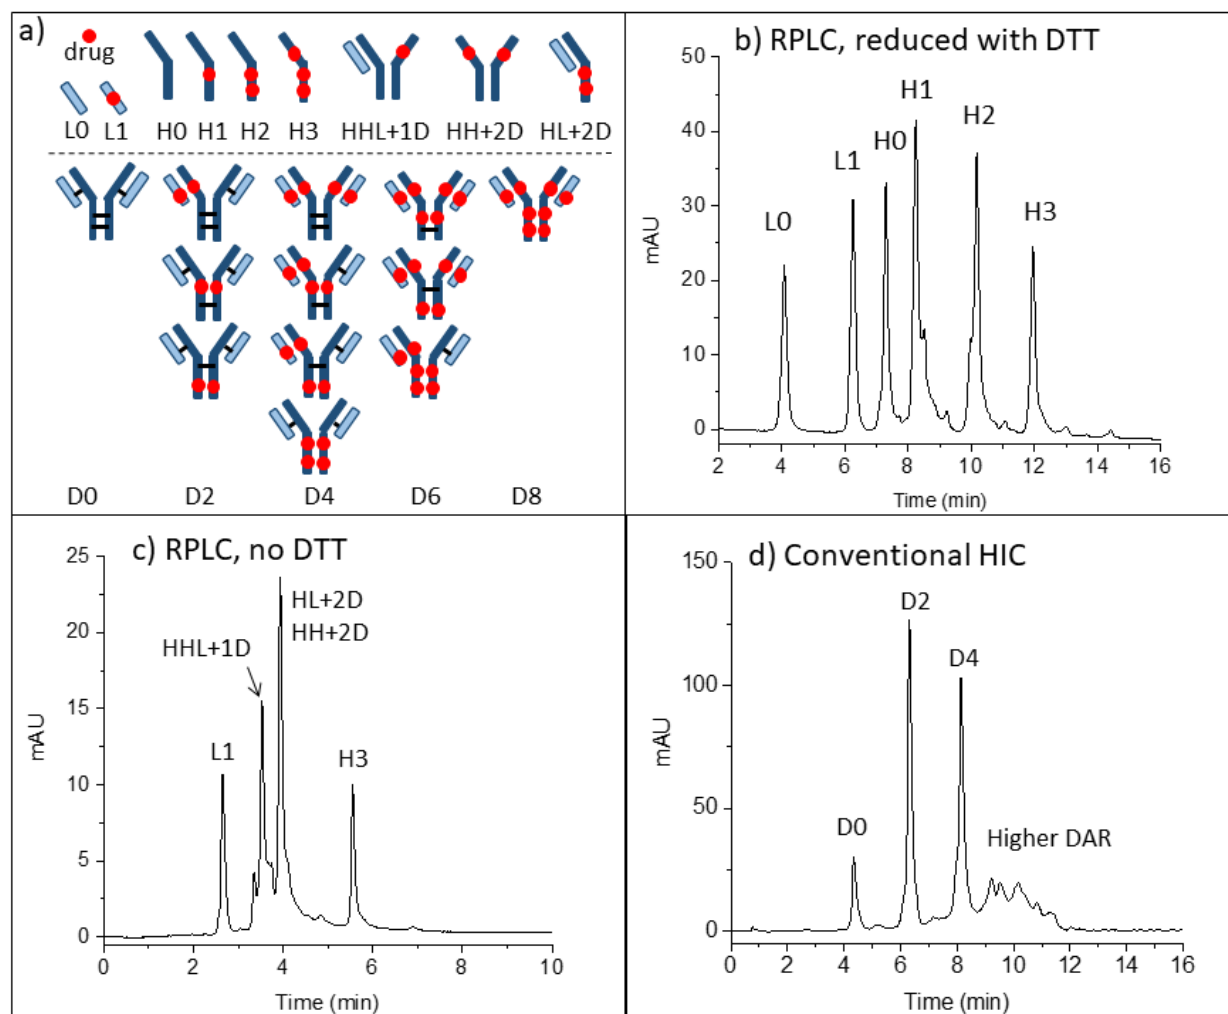 a)
drug
L0 L1 H0 H1 H2 H3 HHL+1D HH+2D HL+2D
D0 D2 D4 D6 D8
b) RPLC, reduced with DTT
50
40
30
20
10
0
mAU
L0
L1
H0
H1
H2
H3
2 4 6 8 10 12 14 16
Time (min)
c) RPLC, no DTT
25
20
15
10
5
0
mAU
L1
HHL+1D
HL+2D
HH+2D
H3
0 2 4 6 8 10
Time (min)
d) Conventional HIC
150
100
50
0
mAU
D0
D2
D4
Higher DAR
0 2 4 6 8 10 12 14 16
Time (min)